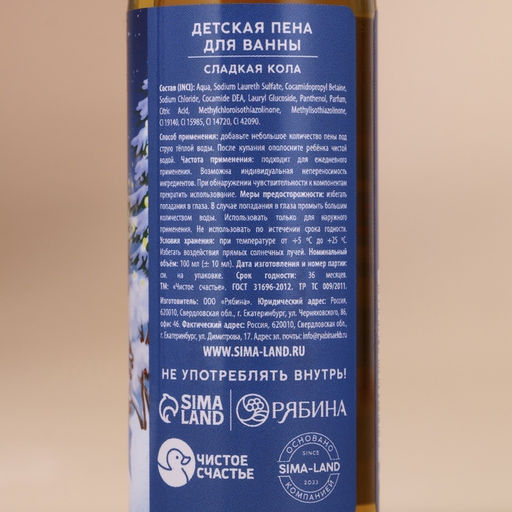 ДЕТСКАЯ ПЕНА
ДЛЯ ВАННЫ
СЛАДКАЯ КОЛА
Состав (INCI): Aqua, Sodium Laureth Sulfate, Cocamidopropyl Betaine,
Sodium Chloride, Cocamide DEA, Lauryl Glucoside, Panthenol, Parfum,
Citric Acid, Methylchloroisothiazolinone, Methylisothiazolinone,
CI 19140, CI 15985, CI 14720, CI 42090.
Способ применения: добавьте небольшое количество пены под
струю тёплой воды. После купания ополосните ребёнка чистой
водой. Частота применения: подходит для ежедневного
применения. Возможна индивидуальная непереносимость
ингредиентов. При обнаружении чувствительности к компонентам
прекратить использование. Меры предосторожности: избегать
попадания в глаза. В случае попадания в глаза промыть большим
количеством воды. Использовать только для наружного
применения. Не использовать по истечении срока годности.
Условия хранения: при температуре от +5 °С до +25 °С.
Избегать воздействия прямых солнечных лучей. Номинальный
объём: 100 мл (± 10 мл). Дата изготовления и номер партии:
см. на упаковке. Срок годности: 36 месяцев.
ТМ «Чистое счастье». ГОСТ 31696-2012. ТР ТС 009/2011.
Изготовитель: ООО «Рябина». Юридический адрес: Россия,
620010, Свердловская обл., г. Екатеринбург, ул. Черняховского, 86,
офис 46. Фактический адрес: Россия, 620010, Свердловская обл.,
г. Екатеринбург, ул. Димитрова, 17. Адрес эл. почты: info@ryabinaekb.ru
WWW.SIMA-LAND.RU
НЕ УПОТРЕБЛЯТЬ ВНУТРЬ!
SIMA LAND
РЯБИНА
ЧИСТОЕ
СЧАСТЬЕ
ОСНОВАНО
SINCE
SIMA-LAND
КОМПАНИЕЙ